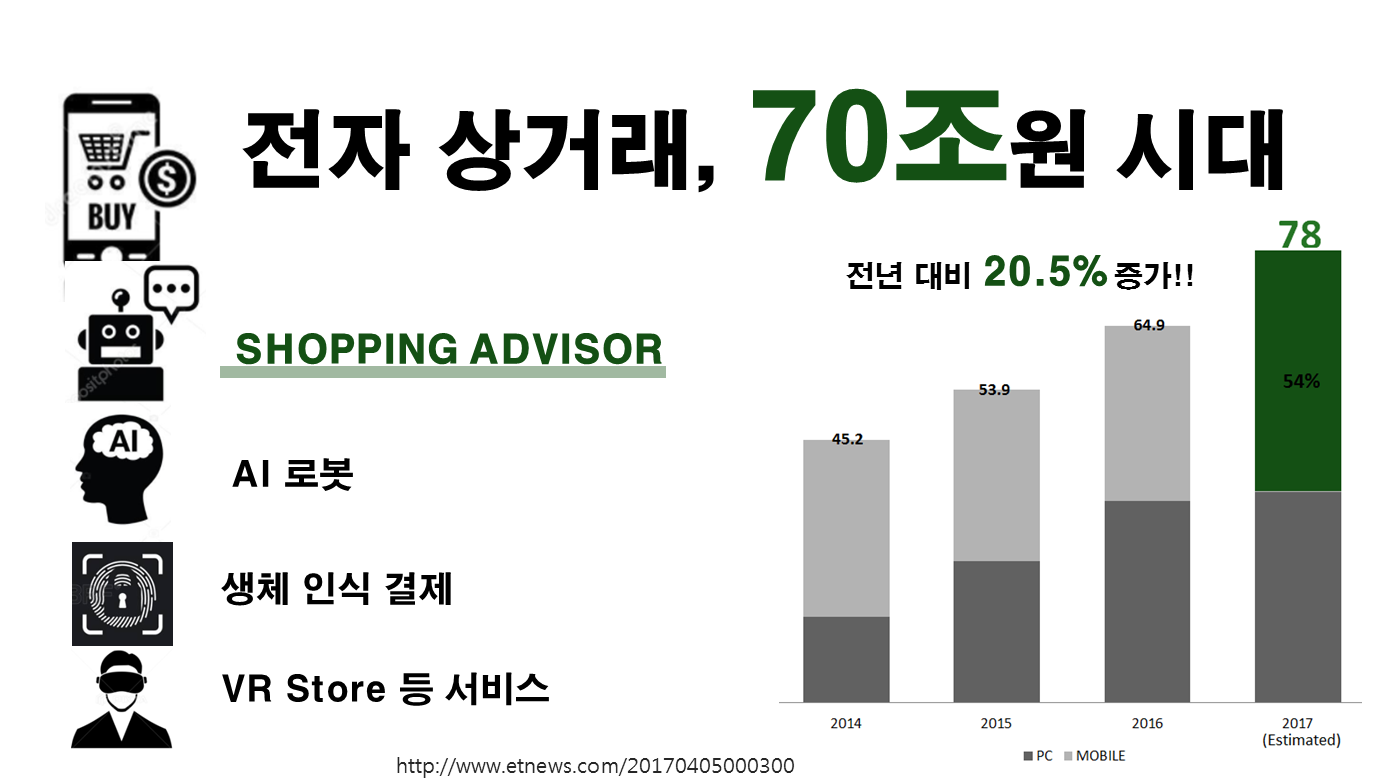 전자 상거래, 70조원 시대
BUY
$
전년 대비 20.5% 증가!!
SHOPPING ADVISOR
AI
AI 로봇
생체 인식 결제
VR Store 등 서비스
78
64.9
53.9
45.2
54%
2014
2015
2016
2017
(Estimated)
PC
MOBILE
http://www.etnews.com/20170405000300